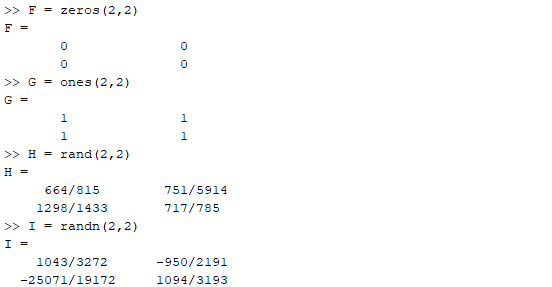 >> F = zeros(2,2)
F =
0 0
0 0
>> G = ones(2,2)
G =
1 1
1 1
>> H = rand(2,2)
H =
664/815 751/5914
1298/1433 717/785
>> I = randn(2,2)
I =
1043/3272 -950/2191
-25071/19172 1094/3193